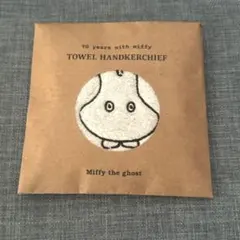 70 years with miffy
TOWEL HANDKERCHIEF
Miffy the ghost